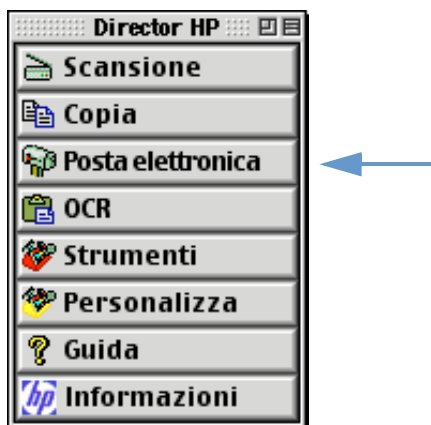 Director HP
Scansione
Copia
Posta elettronica
OCR
Strumenti
Personalizza
? Guida
hp Informazioni